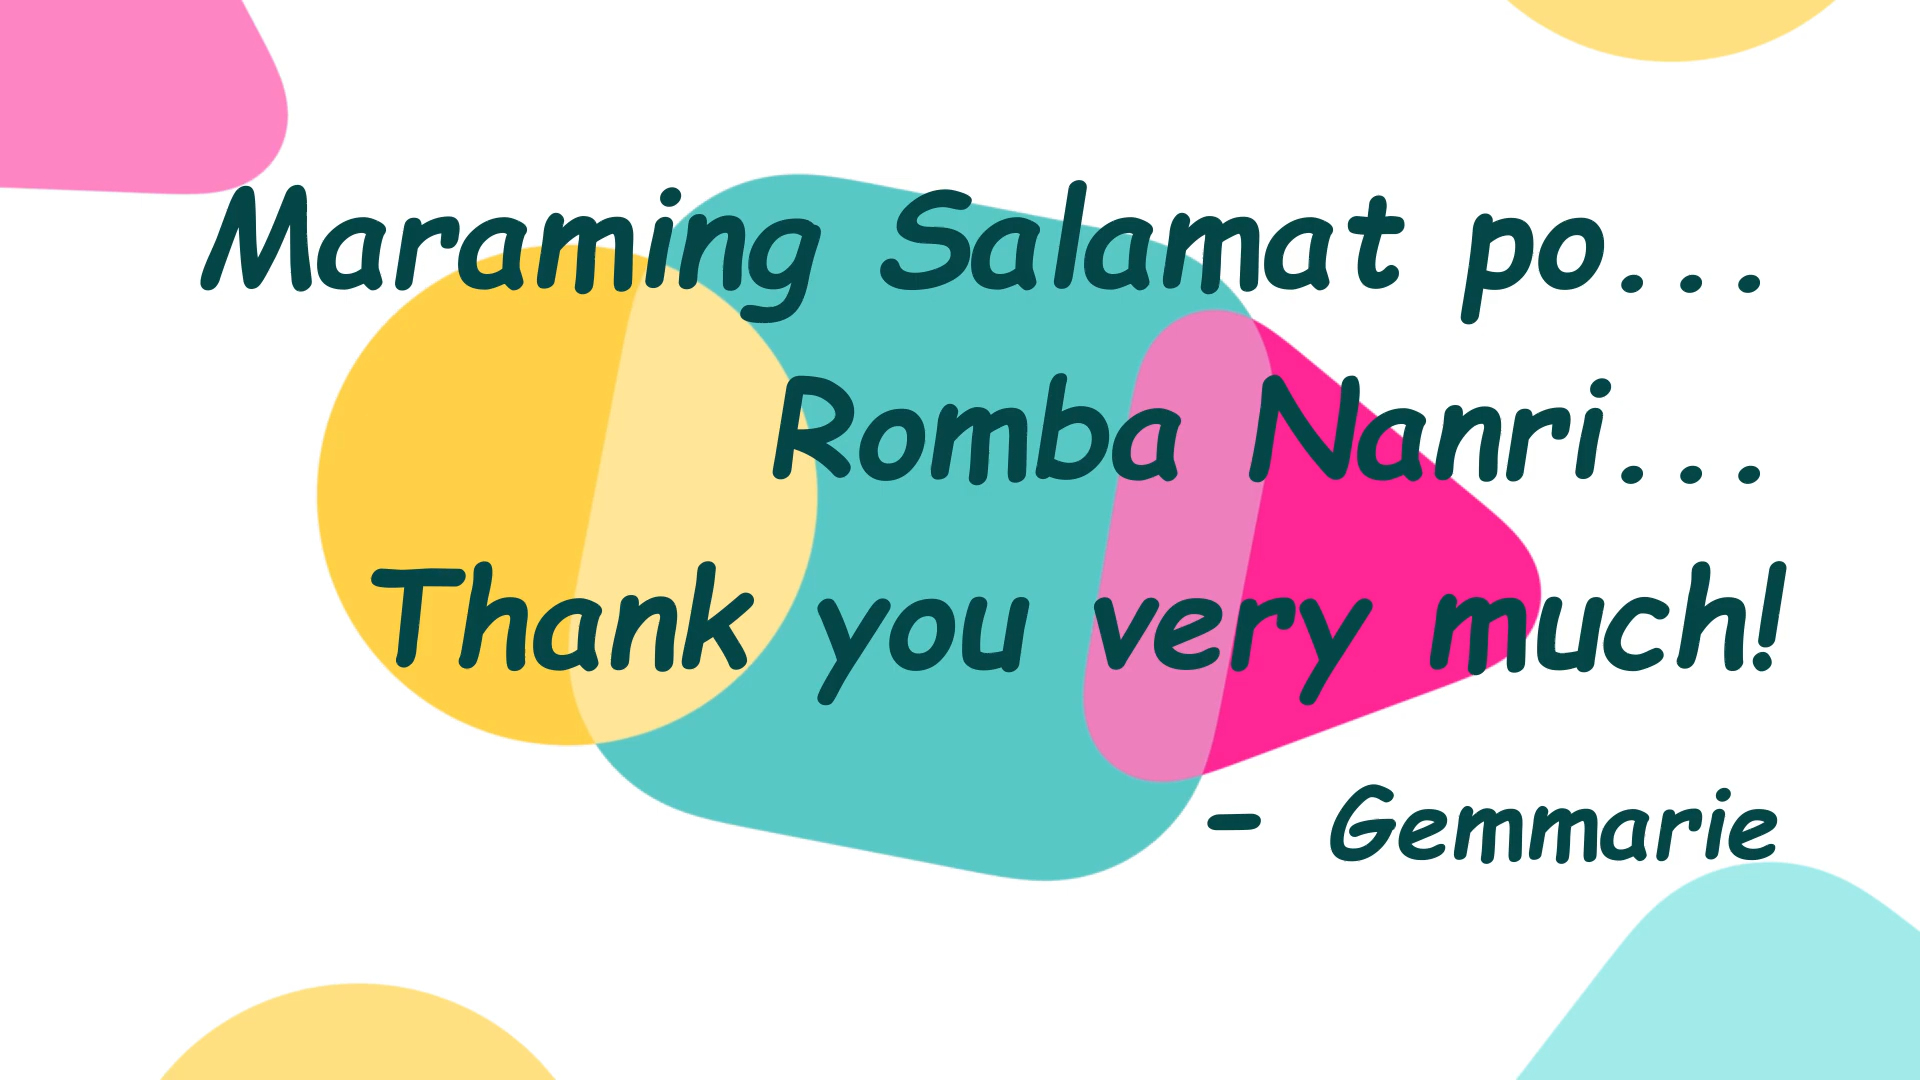 Maraming Salamat po...
Romba Nanri...
Thank you very much!
- Gemmarie